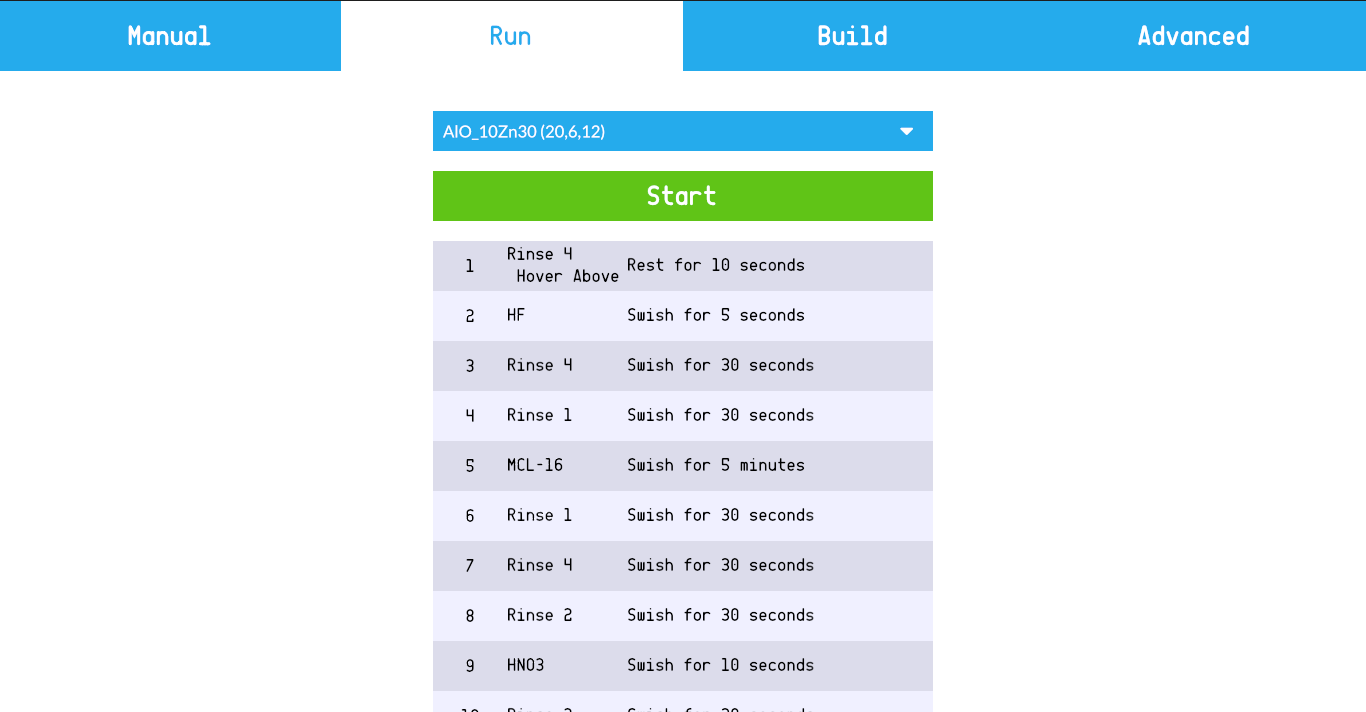 Manual Run Build Advanced
AIO_10Zn30 (20,6,12)
Start
1 Rinse 4 Hover Above Rest for 10 seconds
2 HF Swish for 5 seconds
3 Rinse 4 Swish for 30 seconds
4 Rinse 1 Swish for 30 seconds
5 MCL-16 Swish for 5 minutes
6 Rinse 1 Swish for 30 seconds
7 Rinse 4 Swish for 30 seconds
8 Rinse 2 Swish for 30 seconds
9 HNO3 Swish for 10 seconds